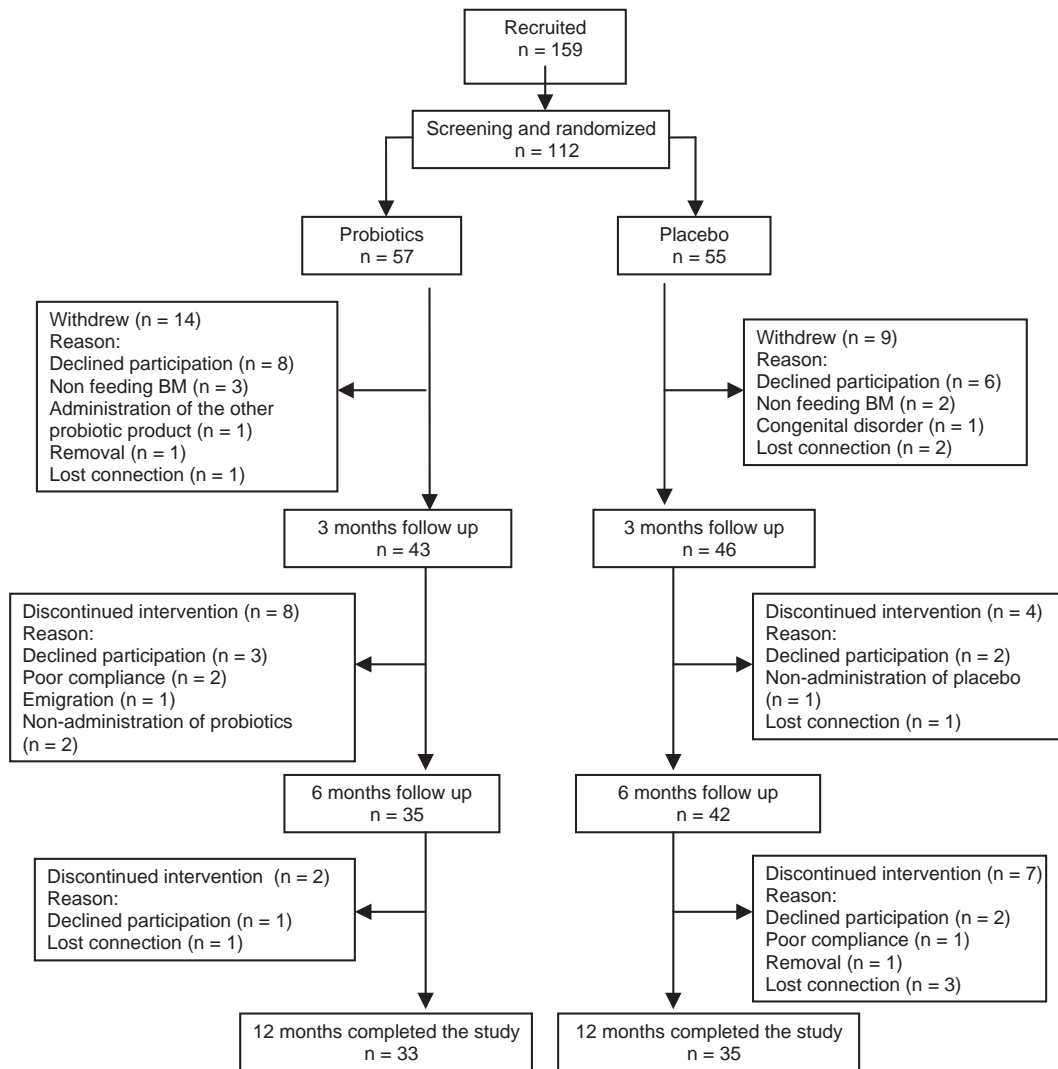 Recruited
n = 159
Screening and randomized
n = 112
Probiotics
n = 57
Placebo
n = 55
Withdrew (n = 14)
Reason:
Declined participation (n = 8)
Non feeding BM (n = 3)
Administration of the other
probiotic product (n = 1)
Removal (n = 1)
Lost connection (n = 1)
Withdrew (n = 9)
Reason:
Declined participation (n = 6)
Non feeding BM (n = 2)
Congenital disorder (n = 1)
Lost connection (n = 2)
3 months follow up
n = 43
3 months follow up
n = 46
Discontinued intervention (n = 8)
Reason:
Declined participation (n = 3)
Poor compliance (n = 2)
Emigration (n = 1)
Non-administration of probiotics
(n = 2)
Discontinued intervention (n = 4)
Reason:
Declined participation (n = 2)
Non-administration of placebo
(n = 1)
Lost connection (n = 1)
6 months follow up
n = 35
6 months follow up
n = 42
Discontinued intervention (n = 2)
Reason:
Declined participation (n = 1)
Lost connection (n = 1)
Discontinued intervention (n = 7)
Reason:
Declined participation (n = 2)
Poor compliance (n = 1)
Removal (n = 1)
Lost connection (n = 3)
12 months completed the study
n = 33
12 months completed the study
n = 35